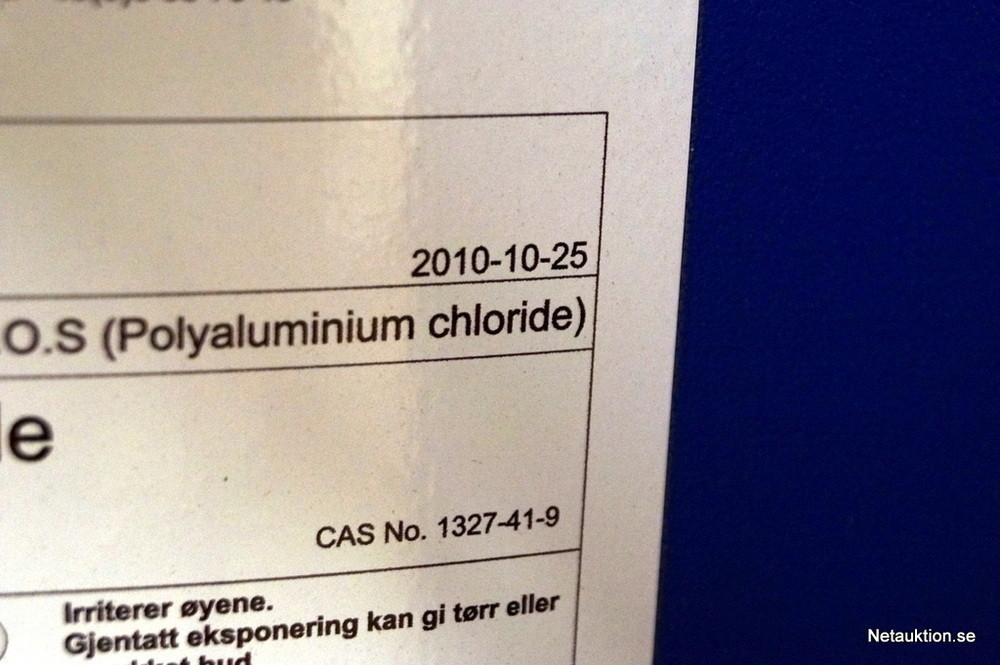 2010-10-25
.O.S (Polyaluminium chloride)
e
CAS No. 1327-41-9
Irriterer øyene.
Gjentatt eksponering kan gi tørr eller
hud
Netauktion.se